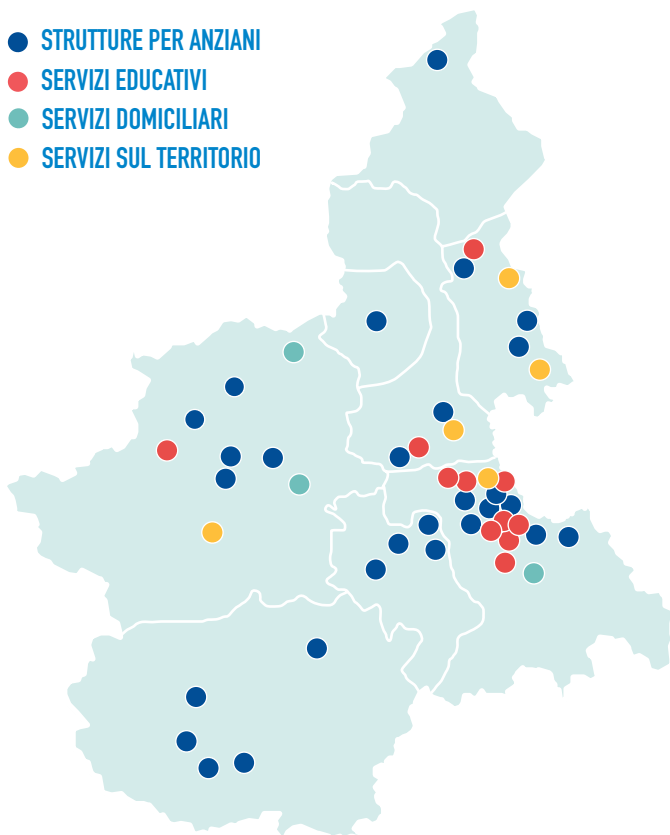 STRUTTURE PER ANZIANI
SERVIZI EDUCATIVI
SERVIZI DOMICILIARI
SERVIZI SUL TERRITORIO